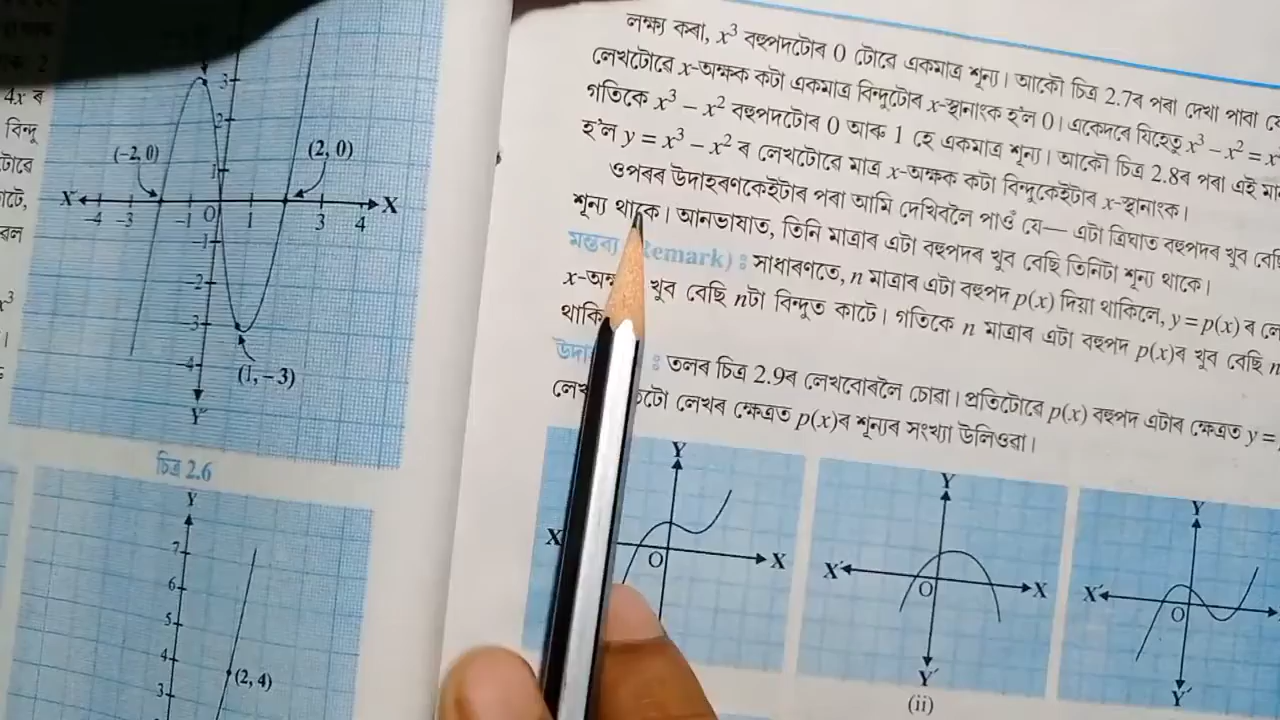 4x ৰ
বিন্দু
টোৱে
(-2, 0)
(2, 0)
X′
X
-4 -3 -1 0 1 3 4
3
2
1
-1
-2
-3
-4
(1, -3)
Y′
চিত্ৰ 2.6
Y
7
6
5
4
3
(2, 4)
লক্ষ্য কৰা, x³ বহুপদটোৰ 0 টোৱে একমাত্ৰ শূন্য। আকৌ চিত্ৰ 2.7ৰ পৰা দেখা পাবা যে
লেখটোৱে x-অক্ষক কটা একমাত্ৰ বিন্দুটোৰ x-স্থানাংক হ'ল 0। একেদৰে যিহেতু x³ – x² =
গতিকে x³ – x² বহুপদটোৰ 0 আৰু 1 হে একমাত্ৰ শূন্য। আকৌ চিত্ৰ 2.8ৰ পৰা এই
হ'ল y = x³ – x² ৰ লেখটোৱে মাত্ৰ x-অক্ষক কটা বিন্দুকেইটাৰ x-স্থানাংক।
ওপৰৰ উদাহৰণকেইটাৰ পৰা আমি দেখিবলৈ পাওঁ যে— এটা ত্ৰিঘাত বহুপদৰ খুব
শূন্য থাকে। আনভাষাত, তিনি মাত্ৰাৰ এটা বহুপদৰ খুব বেছি তিনিটা শূন্য থাকে।
মন্তব্য (Remark) : সাধাৰণতে, n মাত্ৰাৰ এটা বহুপদ p(x) দিয়া থাকিলে, y = p(x) ৰ
খুব বেছি nটা বিন্দুত কাটে। গতিকে n মাত্ৰাৰ এটা বহুপদ p(x)ৰ খুব বেছি n
: তলৰ চিত্ৰ 2.9ৰ লেখবোৰলৈ চোৱা। প্ৰতিটোৱে p(x) বহুপদ এটাৰ ক্ষেত্ৰত y =
লেখৰ ক্ষেত্ৰত p(x)ৰ শূন্যৰ সংখ্যা উলিওৱা।
Y
X
O
X
Y
X′
O
X
Y′
(ii)
Y
X′
O
Y′